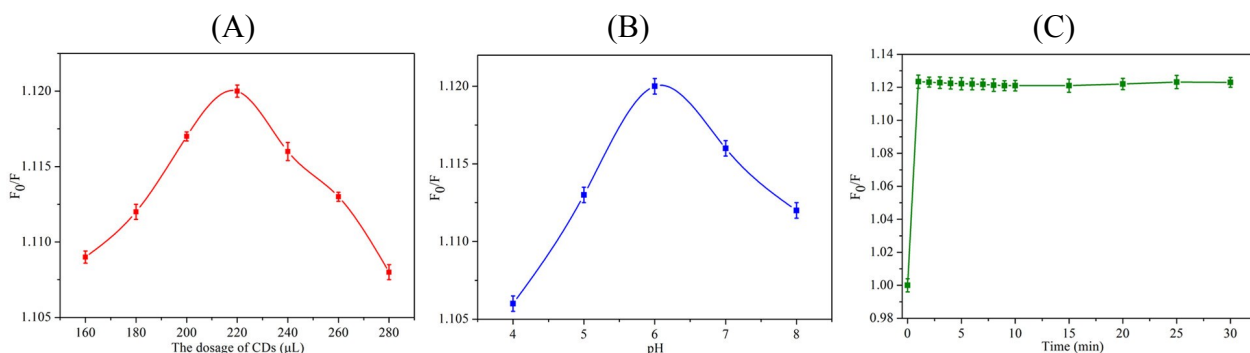 (A)
(B)
(C)
1.120
1.115
1.110
1.105
F0/F
160 180 200 220 240 260 280
The dosage of CDs (μL)
1.120
1.115
1.110
1.105
F0/F
4 5 6 7 8
pH
1.14
1.12
1.10
1.08
1.06
1.04
1.02
1.00
0.98
F0/F
0 5 10 15 20 25 30
Time (min)